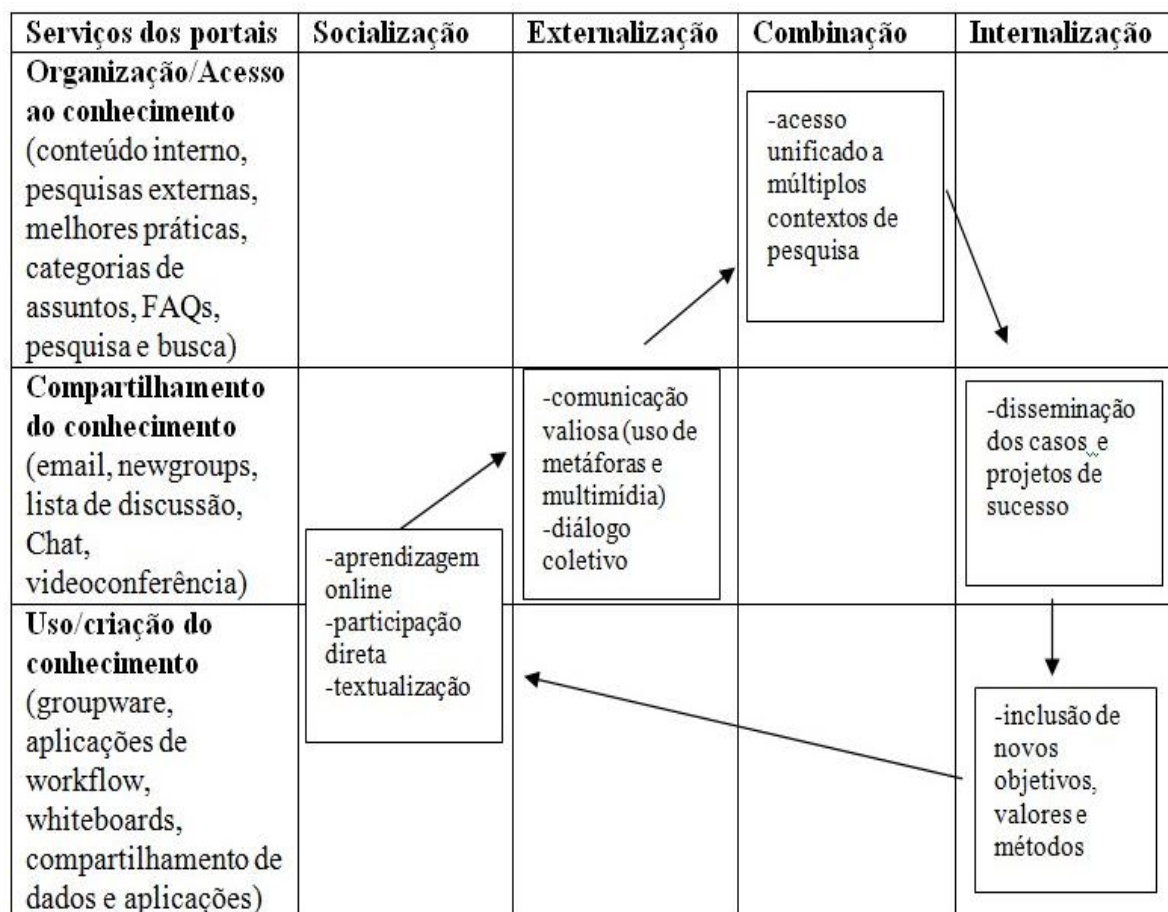 Serviços dos portais
Socialização
Externalização
Combinação
Internalização
Organização/Acesso
ao conhecimento
(conteúdo interno,
pesquisas externas,
melhores práticas,
categorias de
assuntos, FAQs,
pesquisa e busca)
-acesso
unificado a
múltiplos
contextos de
pesquisa
Compartilhamento
do conhecimento
(email, newgroups,
lista de discussão,
Chat,
videoconferência)
-aprendizagem
online
-participação
direta
-textualização
-comunicação
valiosa (uso de
metáforas e
multimídia)
-diálogo
coletivo
-disseminação
dos casos e
projetos de
sucesso
Uso/criação do
conhecimento
(groupware,
aplicações de
workflow,
whiteboards,
compartilhamento de
dados e aplicações)
-inclusão de
novos
objetivos,
valores e
métodos